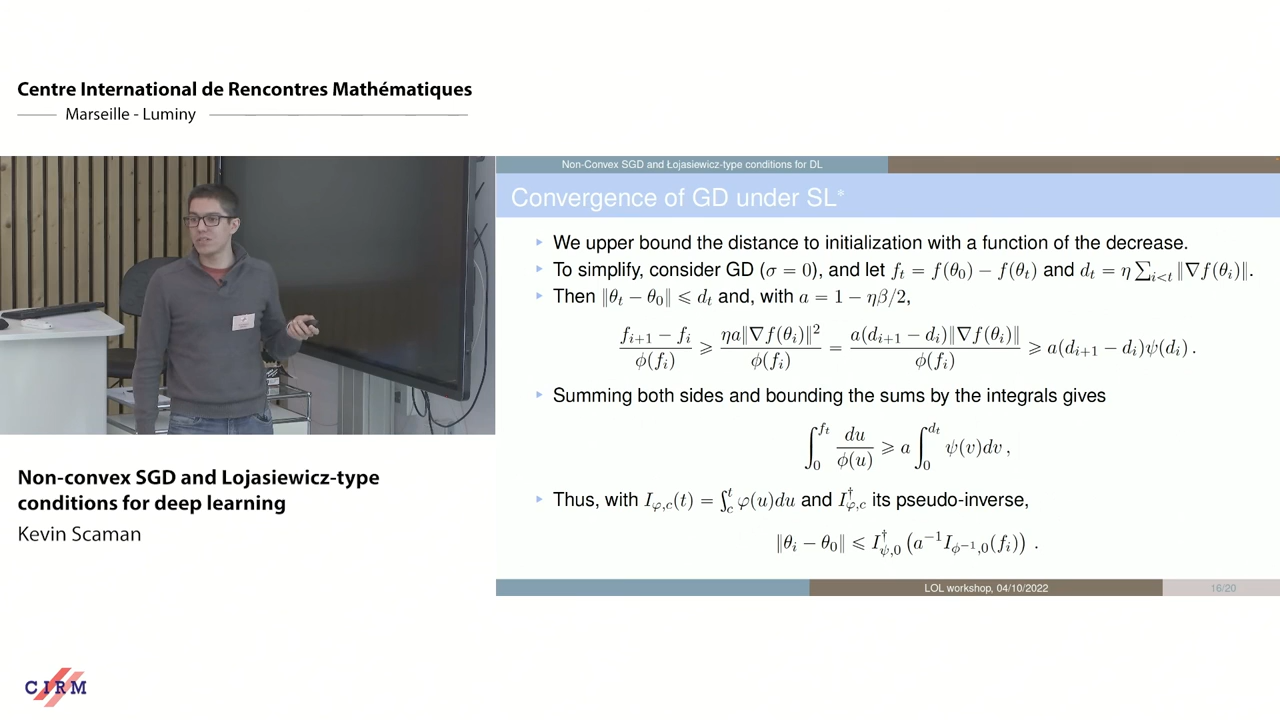 Centre International de Rencontres Mathématiques
Marseille - Luminy
Non-convex SGD and Lojasiewicz-type
conditions for deep learning
Kevin Scaman
CIRM
Non-Convex SGD and Łojasiewicz-type conditions for DL
Convergence of GD under SL*
▸ We upper bound the distance to initialization with a function of the decrease.
▸ To simplify, consider GD (σ = 0), and let f_t = f(θ_0) − f(θ_t) and d_t = η ∑_{i<t} ‖∇f(θ_i)‖.
▸ Then ‖θ_t − θ_0‖ ⩽ d_t and, with a = 1 − ηβ/2,
(f_{i+1} − f_i)/ϕ(f_i) ⩾ ηa‖∇f(θ_i)‖²/ϕ(f_i) = a(d_{i+1} − d_i)‖∇f(θ_i)‖/ϕ(f_i) ⩾ a(d_{i+1} − d_i)ψ(d_i) .
▸ Summing both sides and bounding the sums by the integrals gives
∫_0^{f_t} du/ϕ(u) ⩾ a ∫_0^{d_t} ψ(v)dv ,
▸ Thus, with I_{φ,c}(t) = ∫_c^t φ(u)du and I_{φ,c}^† its pseudo-inverse,
‖θ_i − θ_0‖ ⩽ I_{ψ,0}^† (a^{−1} I_{ϕ^{−1},0}(f_i)) .
LOL workshop, 04/10/2022
16/20